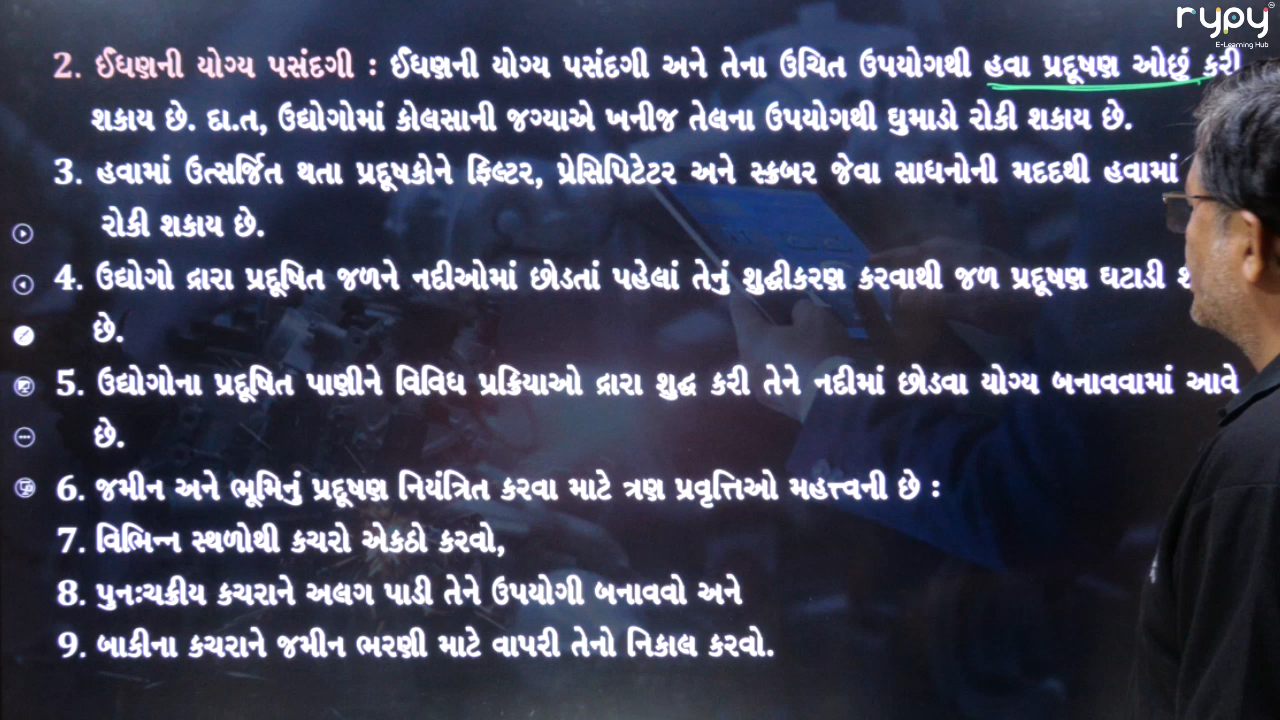 rypy
E-Learning Hub
2. ઈંધણની યોગ્ય પસંદગી : ઈંધણની યોગ્ય પસંદગી અને તેના ઉચિત ઉપયોગથી હવા પ્રદૂષણ ઓછું કરી
શકાય છે. દા.ત, ઉદ્યોગોમાં કોલસાની જગ્યાએ ખનીજ તેલના ઉપયોગથી ઘુમાડો રોકી શકાય છે.
3. હવામાં ઉત્સર્જિત થતા પ્રદૂષકોને ફિલ્ટર, પ્રેસિપિટેટર અને સ્ક્રબર જેવા સાધનોની મદદથી હવામાં
રોકી શકાય છે.
4. ઉદ્યોગો દ્રારા પ્રદૂષિત જળને નદીઓમાં છોડતાં પહેલાં તેનું શુદ્ધીકરણ કરવાથી જળ પ્રદૂષણ ઘટાડી
છે.
5. ઉદ્યોગોના પ્રદૂષિત પાણીને વિવિધ પ્રક્રિયાઓ દ્રારા શુદ્ધ કરી તેને નદીમાં છોડવા યોગ્ય બનાવવામાં આવે
છે.
6. જમીન અને ભૂમિનું પ્રદૂષણ નિયંત્રિત કરવા માટે ત્રણ પ્રવૃત્તિઓ મહત્ત્વની છે :
7. વિભિન્ન સ્થળોથી કચરો એકઠો કરવો,
8. પુનઃચક્રીય કચરાને અલગ પાડી તેને ઉપયોગી બનાવવો અને
9. બાકીના કચરાને જમીન ભરણી માટે વાપરી તેનો નિકાલ કરવો.